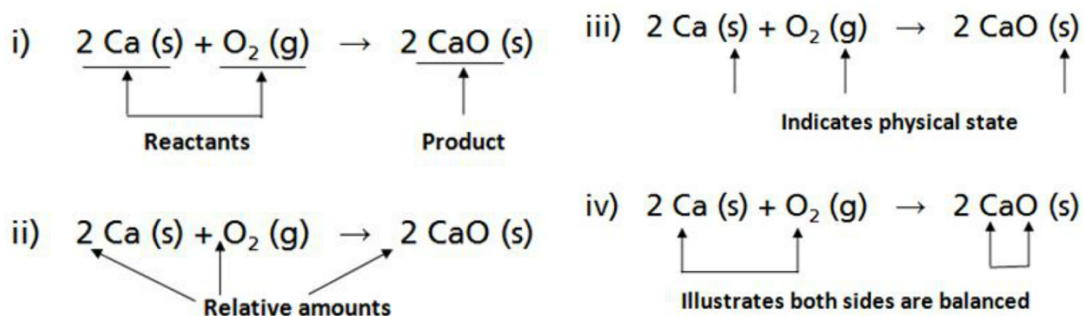 i) 2 Ca (s) + O₂ (g) → 2 CaO (s)
Reactants Product
ii) 2 Ca (s) + O₂ (g) → 2 CaO (s)
Relative amounts
iii) 2 Ca (s) + O₂ (g) → 2 CaO (s)
Indicates physical state
iv) 2 Ca (s) + O₂ (g) → 2 CaO (s)
Illustrates both sides are balanced